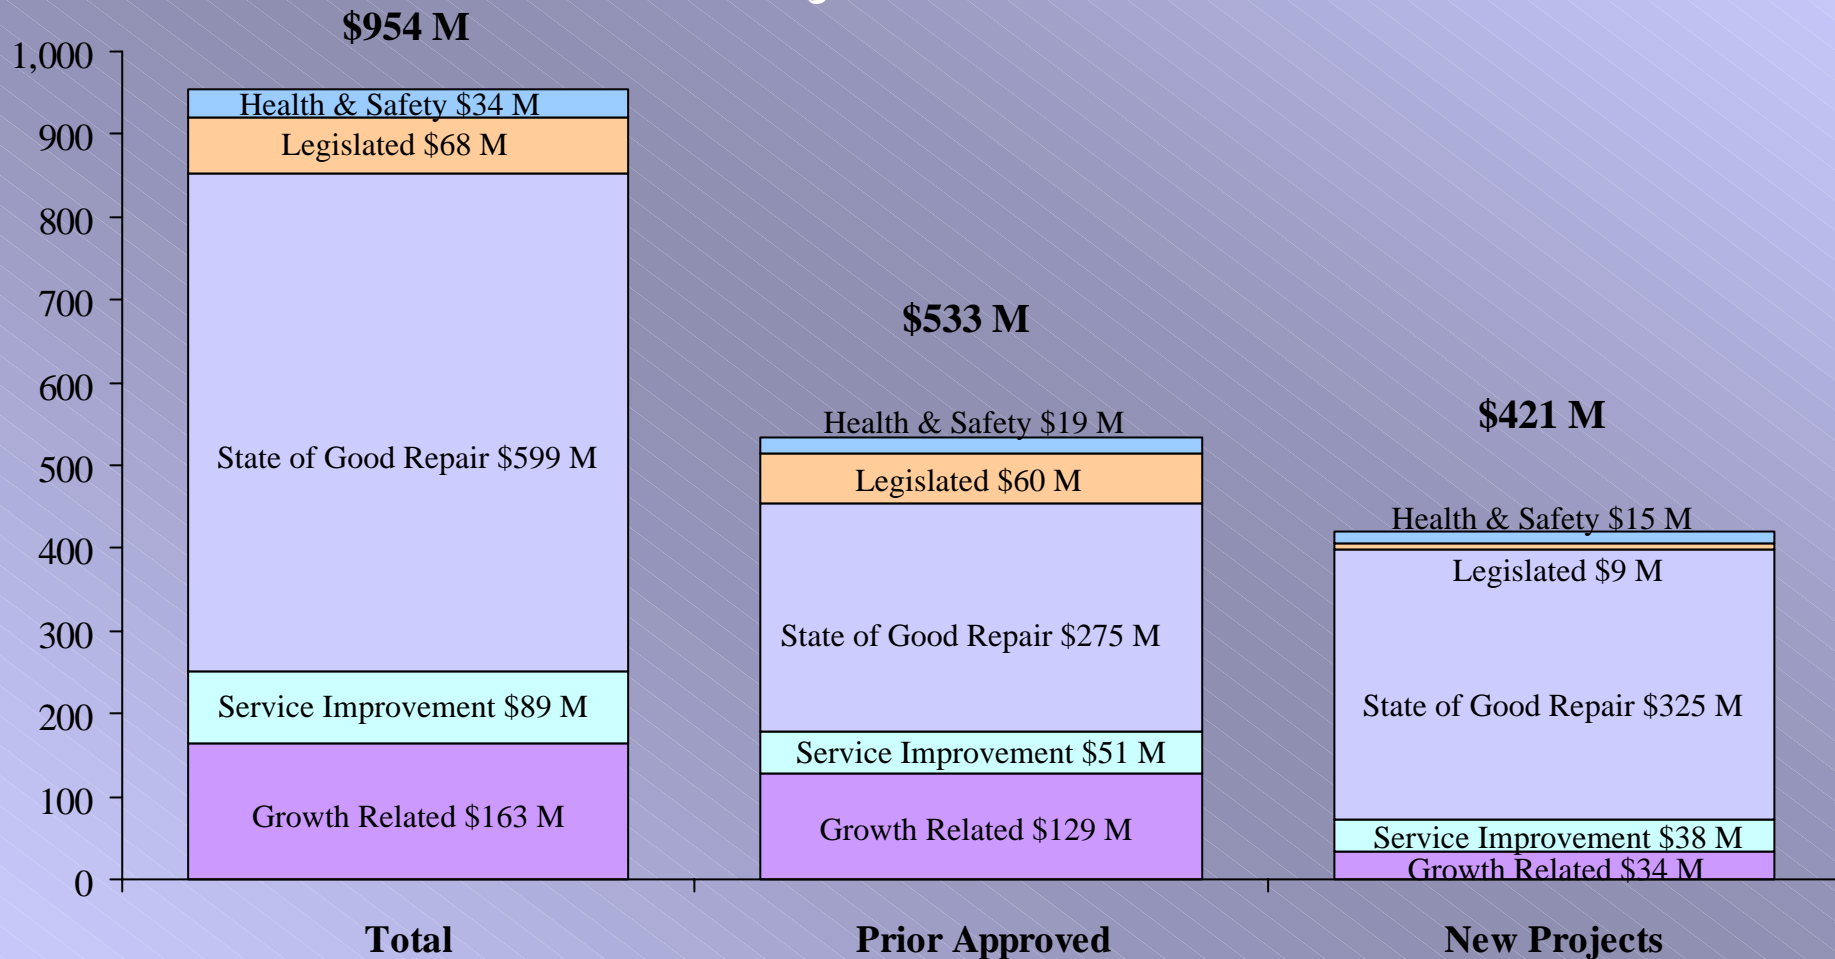 $954 M
1,000
900
800
700
600
500
400
300
200
100
0
Health & Safety $34 M
Legislated $68 M
State of Good Repair $599 M
Service Improvement $89 M
Growth Related $163 M
$533 M
Health & Safety $19 M
Legislated $60 M
State of Good Repair $275 M
Service Improvement $51 M
Growth Related $129 M
$421 M
Health & Safety $15 M
Legislated $9 M
State of Good Repair $325 M
Service Improvement $38 M
Growth Related $34 M
Total
Prior Approved
New Projects